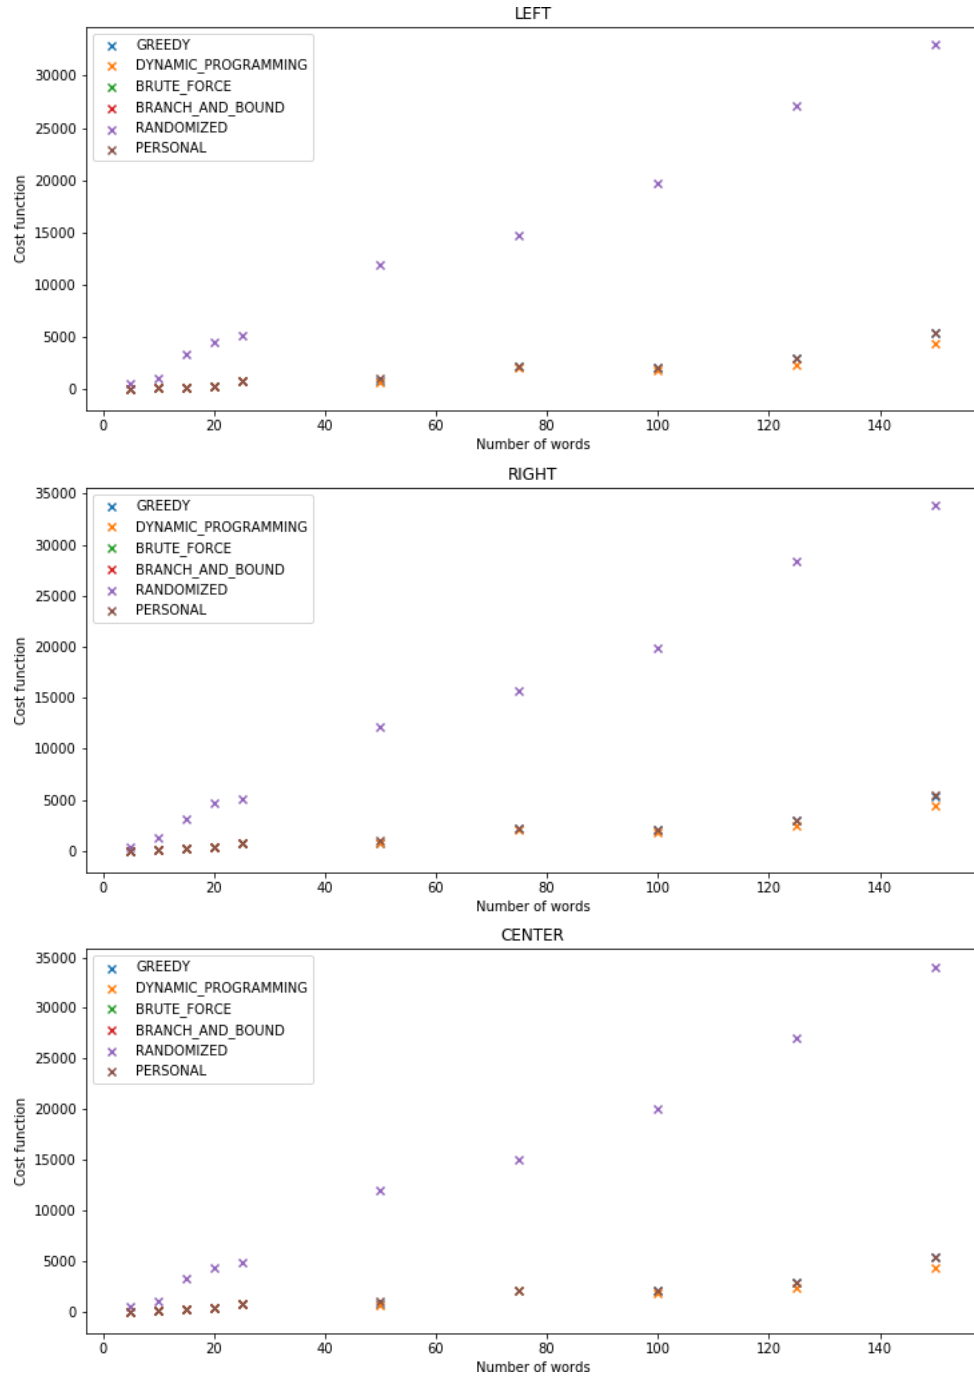 LEFT
GREEDY
DYNAMIC_PROGRAMMING
BRUTE_FORCE
BRANCH_AND_BOUND
RANDOMIZED
PERSONAL
30000
25000
20000
15000
10000
5000
0
Cost function
0 20 40 60 80 100 120 140
Number of words
RIGHT
GREEDY
DYNAMIC_PROGRAMMING
BRUTE_FORCE
BRANCH_AND_BOUND
RANDOMIZED
PERSONAL
35000
30000
25000
20000
15000
10000
5000
0
Cost function
0 20 40 60 80 100 120 140
Number of words
CENTER
GREEDY
DYNAMIC_PROGRAMMING
BRUTE_FORCE
BRANCH_AND_BOUND
RANDOMIZED
PERSONAL
35000
30000
25000
20000
15000
10000
5000
0
Cost function
0 20 40 60 80 100 120 140
Number of words